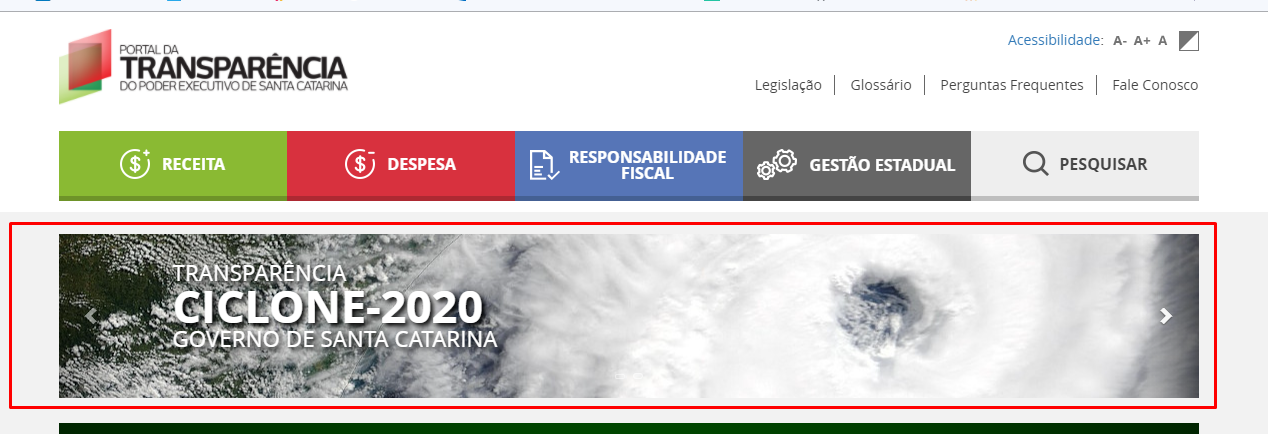 Acessibilidade: A- A+ A
PORTAL DA
TRANSPARÊNCIA
DO PODER EXECUTIVO DE SANTA CATARINA
Legislação
Glossário
Perguntas Frequentes
Fale Conosco
RECEITA
DESPESA
RESPONSABILIDADE
FISCAL
GESTÃO ESTADUAL
PESQUISAR
TRANSPARÊNCIA
CICLONE-2020
GOVERNO DE SANTA CATARINA